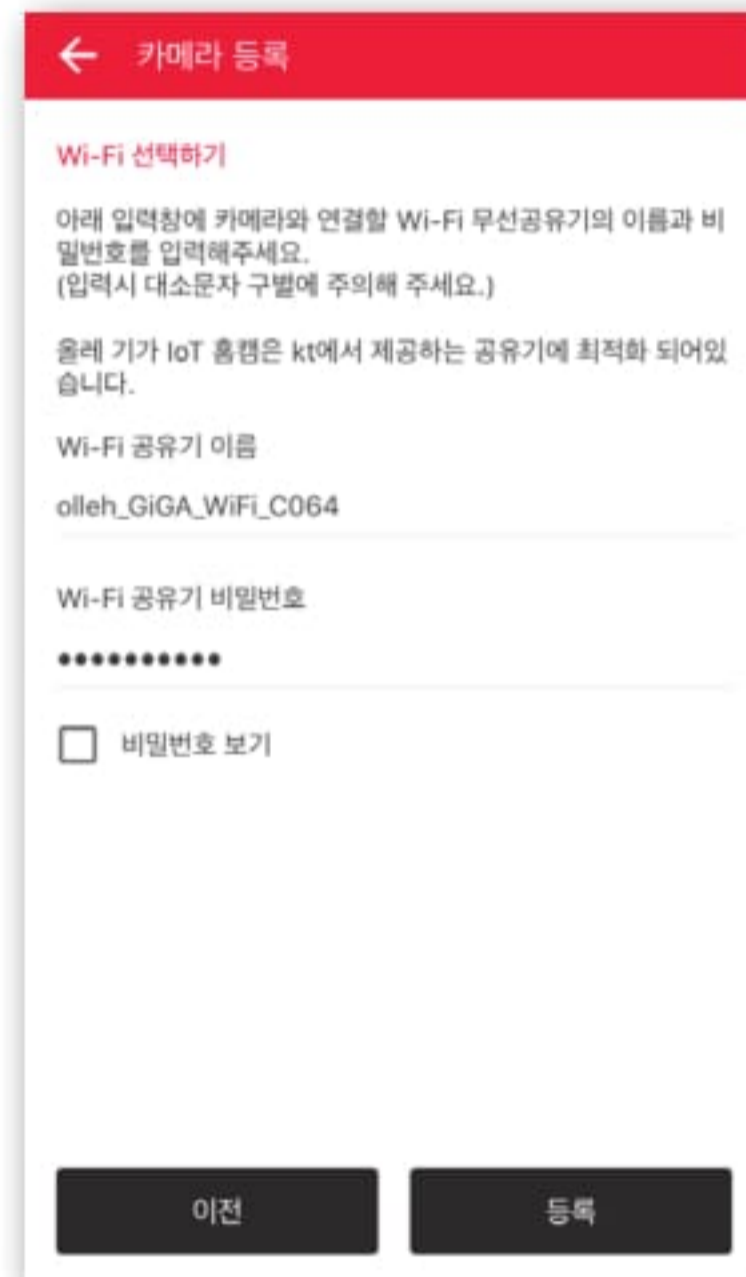 카메라 등록
Wi-Fi 선택하기
아래 입력창에 카메라와 연결할 Wi-Fi 무선공유기의 이름과 비
밀번호를 입력해주세요.
(입력시 대소문자 구별에 주의해 주세요.)
올레 기가 IoT 홈캠은 kt에서 제공하는 공유기에 최적화 되어있
습니다.
Wi-Fi 공유기 이름
olleh_GiGA_WiFi_C064
Wi-Fi 공유기 비밀번호
••••••••••
비밀번호 보기
이전
등록